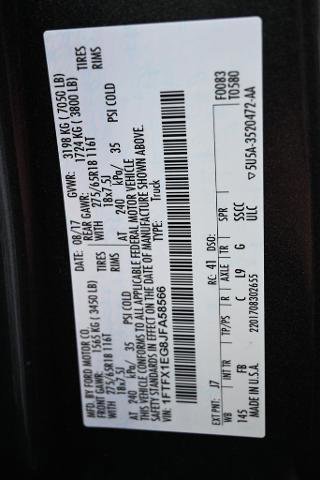 MFD. BY FORD MOTOR CO. DATE: 08/17 GVWR: 3198 KG ( 7050 LB)
FRONT GAWR: 1565 KG ( 3450 LB) REAR GAWR: 1724 KG ( 3800 LB)
WITH 275/65R18 116T TIRES WITH 275/65R18 116T TIRES
18x7.5J RIMS 18x7.5J RIMS
AT 240 kPa/ 35 PSI COLD AT 240 kPa/ 35 PSI COLD
THIS VEHICLE CONFORMS TO ALL APPLICABLE FEDERAL MOTOR VEHICLE
SAFETY STANDARDS IN EFFECT ON THE DATE OF MANUFACTURE SHOWN ABOVE.
VIN: 1FTFX1EG8JFA58566 TYPE: Truck
F0083
T0580
EXT PNT: J7 RC: 41 DSO:
WB INT TR TP/PS R AXLE TR SPR
145 FB C L9 G SSCC
MADE IN U.S.A. 2201708302655 ULC ▽5U5A-3520472-AA